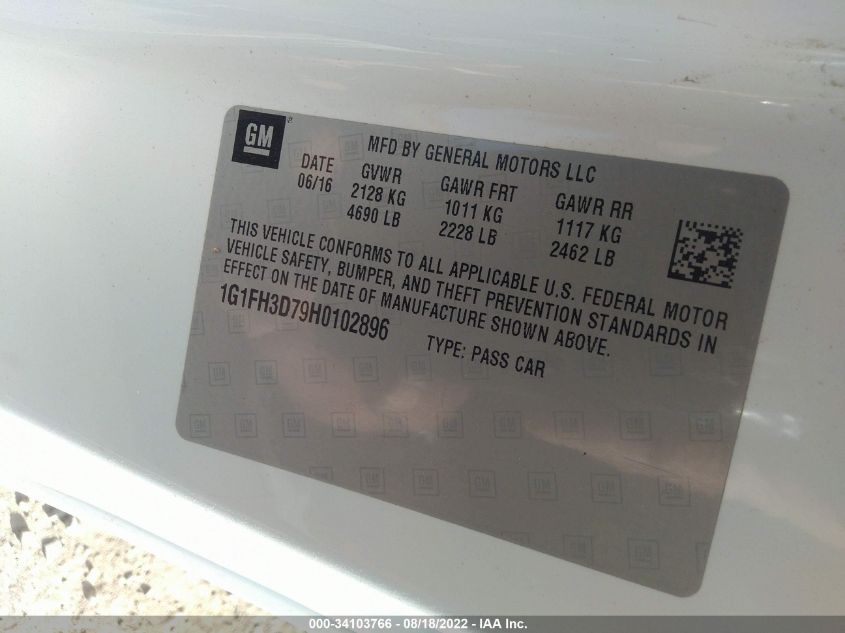 GM
MFD BY GENERAL MOTORS LLC
DATE GVWR GAWR FRT GAWR RR
06/16 2128 KG 1011 KG 1117 KG
4690 LB 2228 LB 2462 LB
THIS VEHICLE CONFORMS TO ALL APPLICABLE U.S. FEDERAL MOTOR
VEHICLE SAFETY, BUMPER, AND THEFT PREVENTION STANDARDS IN
EFFECT ON THE DATE OF MANUFACTURE SHOWN ABOVE.
1G1FH3D79H0102896 TYPE: PASS CAR
000-34103766 - 08/18/2022 - IAA Inc.